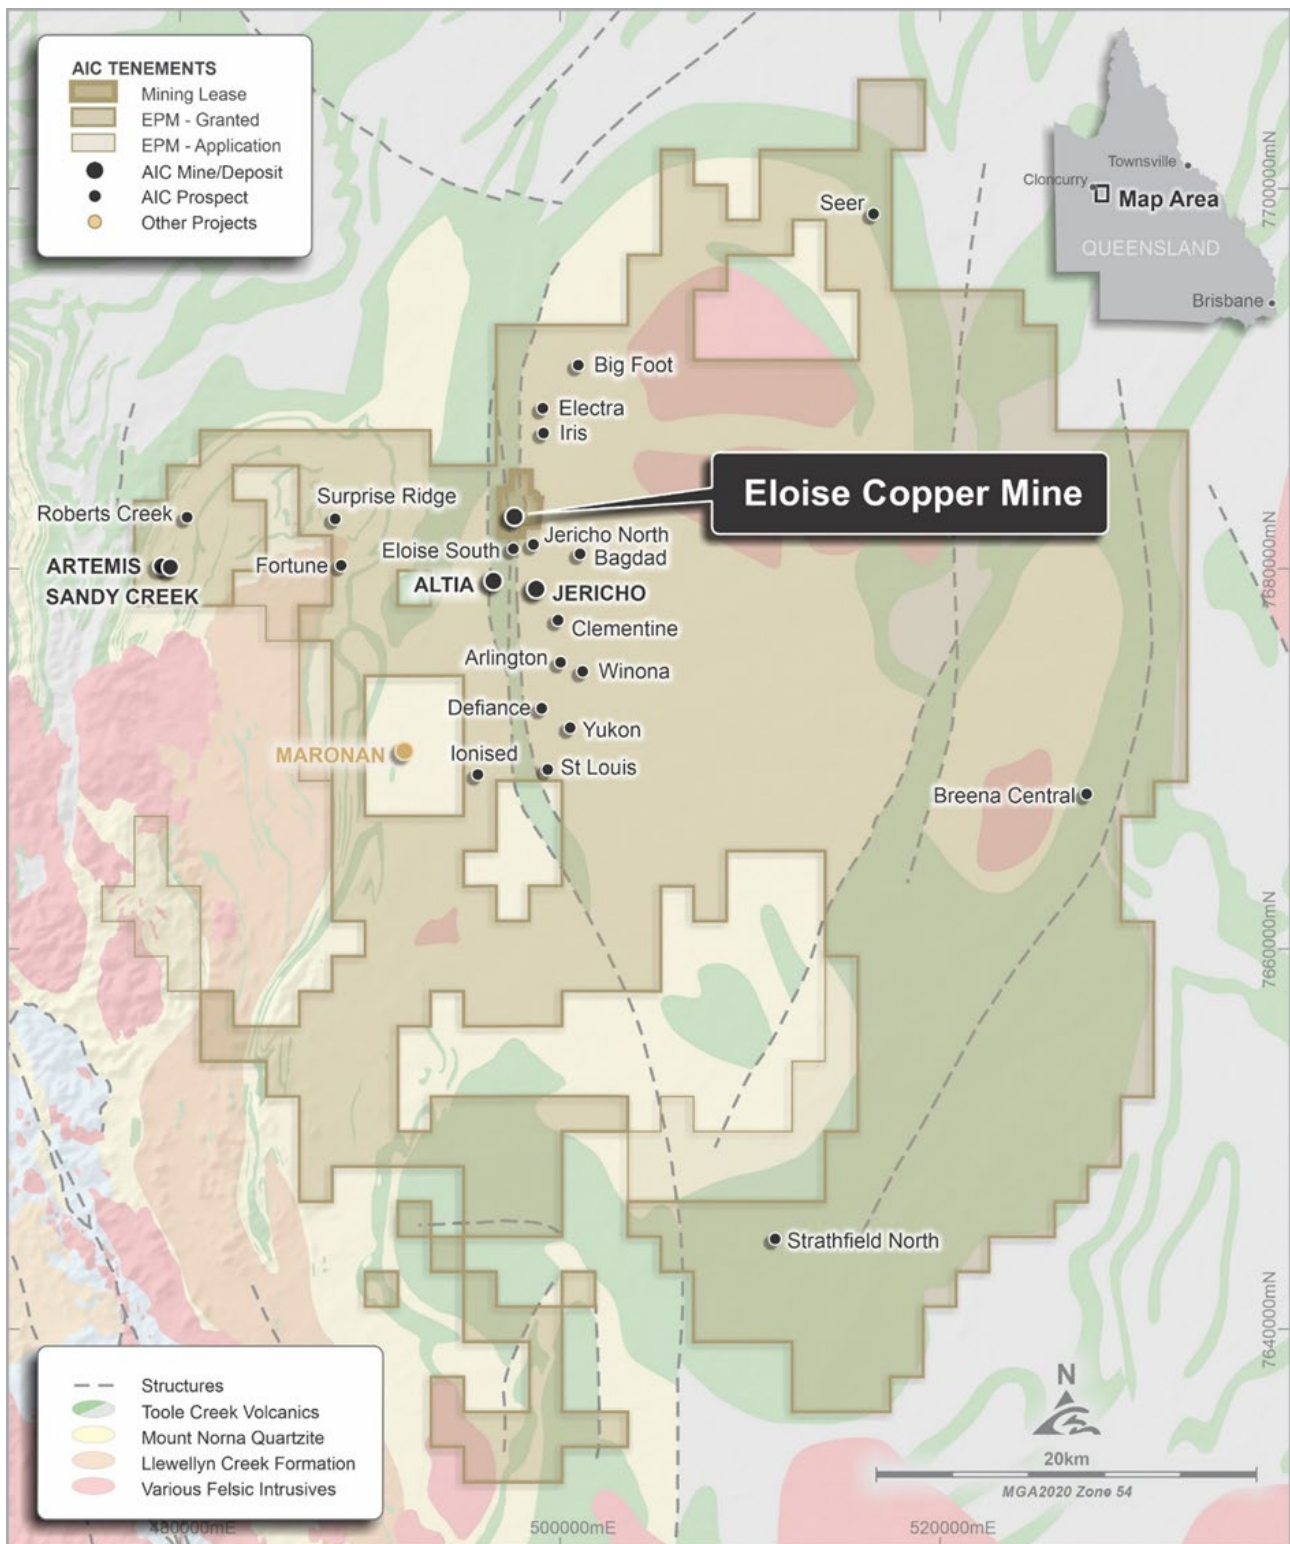 AIC TENEMENTS
Mining Lease
EPM - Granted
EPM - Application
AIC Mine/Deposit
AIC Prospect
Other Projects
Townsville
Cloncurry
Map Area
QUEENSLAND
Brisbane
7700000mN
Seer
Big Foot
Electra
Iris
Eloise Copper Mine
Surprise Ridge
Roberts Creek
Jericho North
Eloise South
Bagdad
ARTEMIS
Fortune
ALTIA
JERICHO
SANDY CREEK
7680000mN
Clementine
Arlington
Winona
Defiance
Yukon
MARONAN
Ionised
St Louis
Breena Central
7660000mN
Strathfield North
7640000mN
Structures
Toole Creek Volcanics
Mount Norna Quartzite
Llewellyn Creek Formation
Various Felsic Intrusives
N
20km
MGA2020 Zone 54
480000mE
500000mE
520000mE